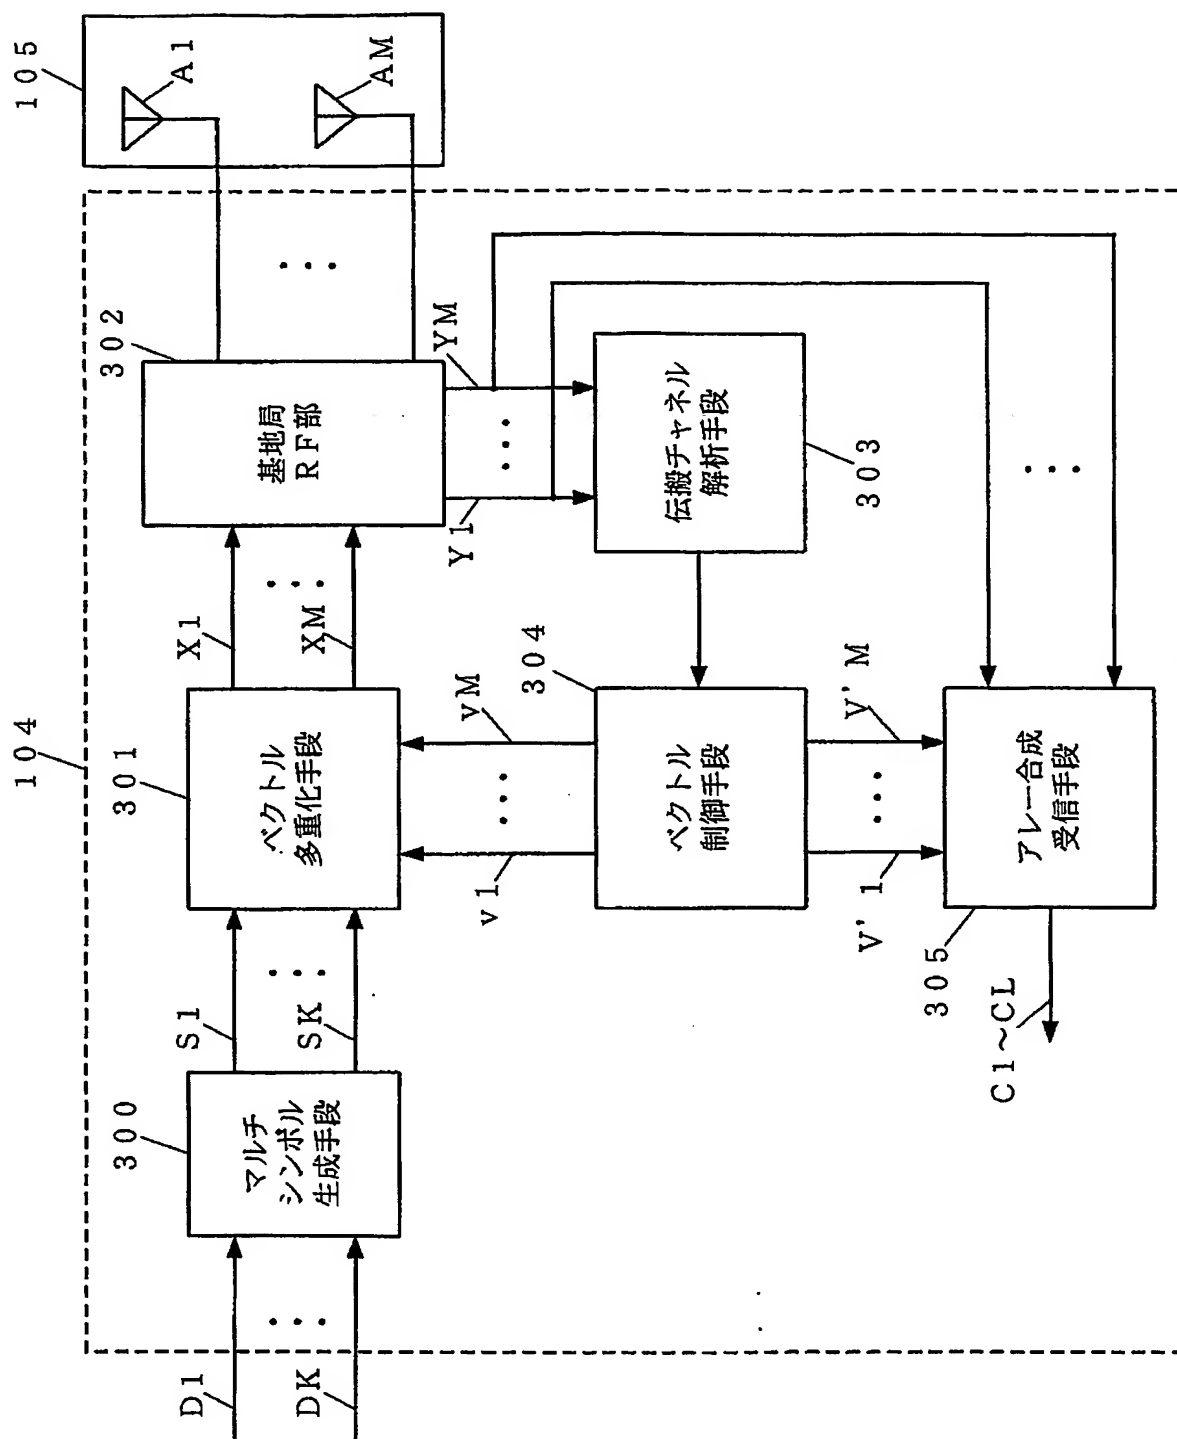 105
A1
AM
104
302
基地局
RF部
YM
Y1
伝搬チャネル
解析手段
303
301
ベクトル
多重化手段
X1
XM
vM
v1
304
ベクトル
制御手段
V'M
V'1
アレー合成
受信手段
305
C1~CL
300
マルチ
シンボル
生成手段
S1
SK
D1
DK